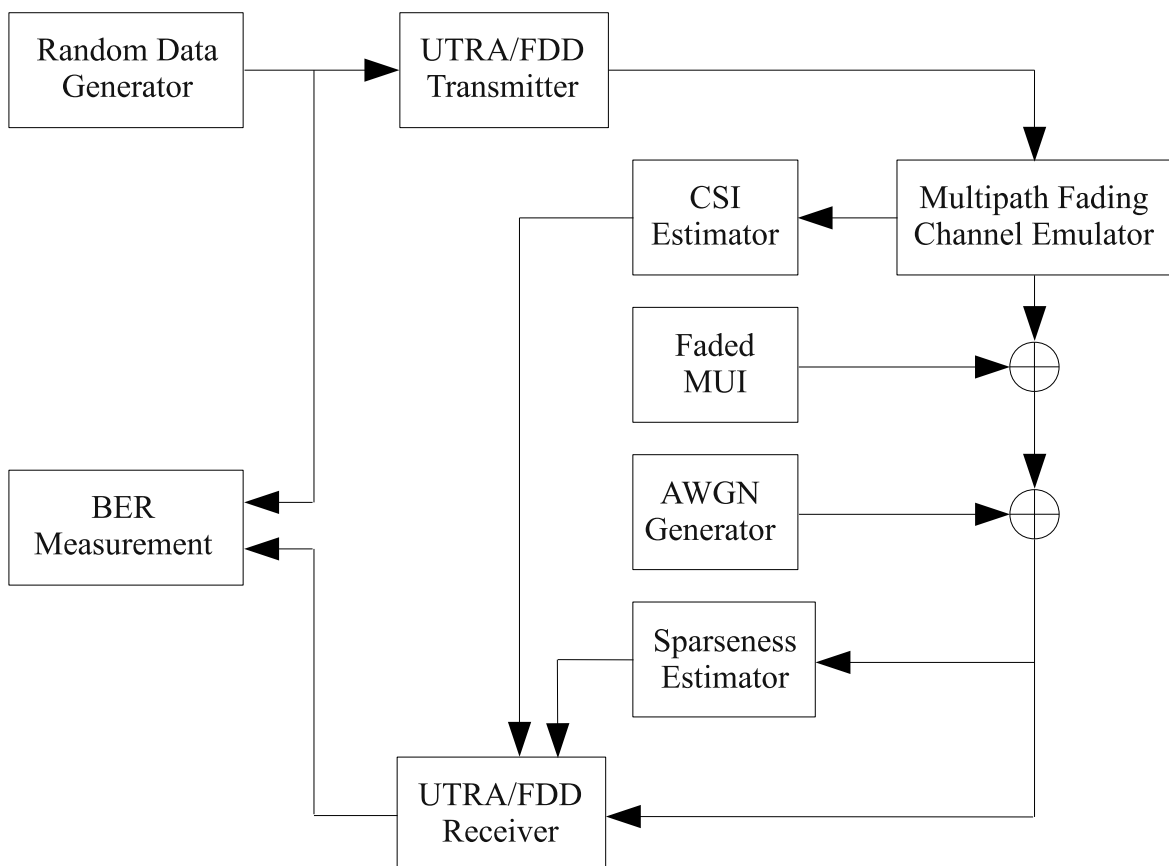 Random Data
Generator
UTRA/FDD
Transmitter
CSI
Estimator
Multipath Fading
Channel Emulator
Faded
MUI
BER
Measurement
AWGN
Generator
Sparseness
Estimator
UTRA/FDD
Receiver